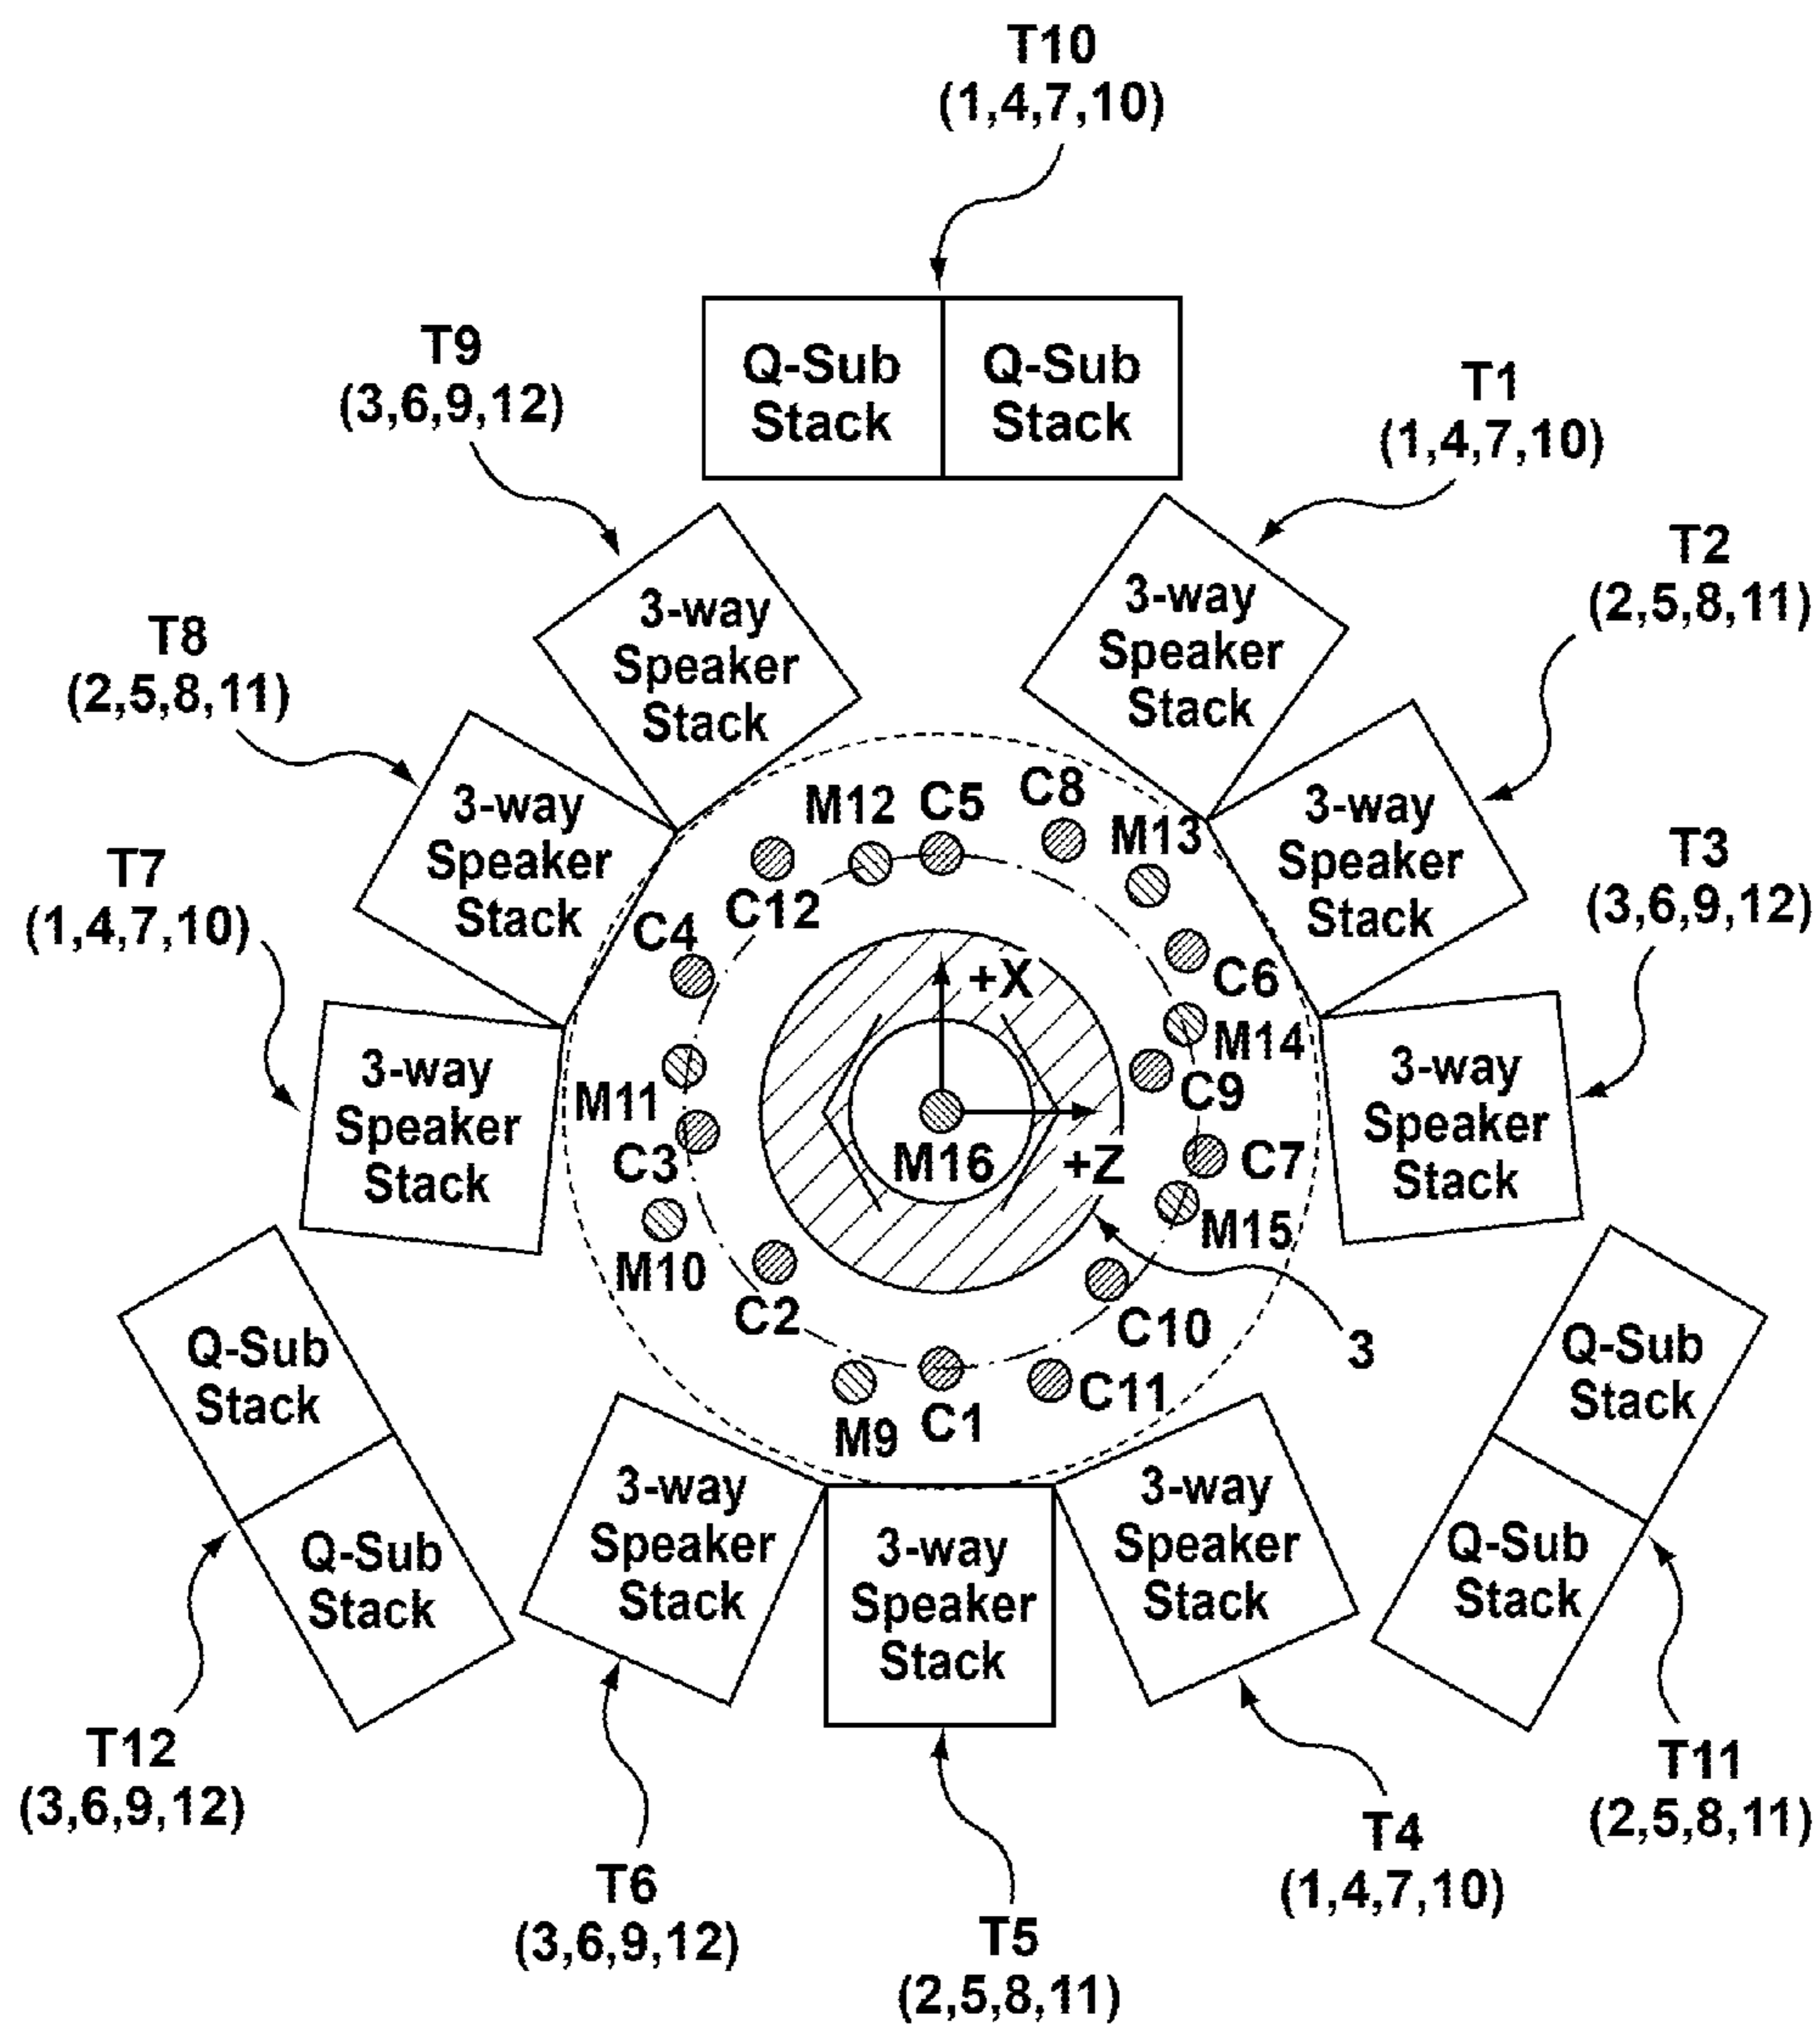 T10
(1,4,7,10)
T9
(3,6,9,12)
Q-Sub
Stack
Q-Sub
Stack
T1
(1,4,7,10)
T2
(2,5,8,11)
T8
(2,5,8,11)
3-way
Speaker
Stack
3-way
Speaker
Stack
T7
(1,4,7,10)
3-way
Speaker
Stack
M12
C5
C8
M13
3-way
Speaker
Stack
T3
(3,6,9,12)
C12
C4
+X
C6
M14
3-way
Speaker
Stack
M11
C3
M16
+Z
C9
C7
3-way
Speaker
Stack
M10
M15
C2
C10
3
Q-Sub
Stack
Q-Sub
Stack
M9
C1
C11
Q-Sub
Stack
3-way
Speaker
Stack
3-way
Speaker
Stack
3-way
Speaker
Stack
Q-Sub
Stack
T12
(3,6,9,12)
T11
(2,5,8,11)
T6
(3,6,9,12)
T5
(2,5,8,11)
T4
(1,4,7,10)